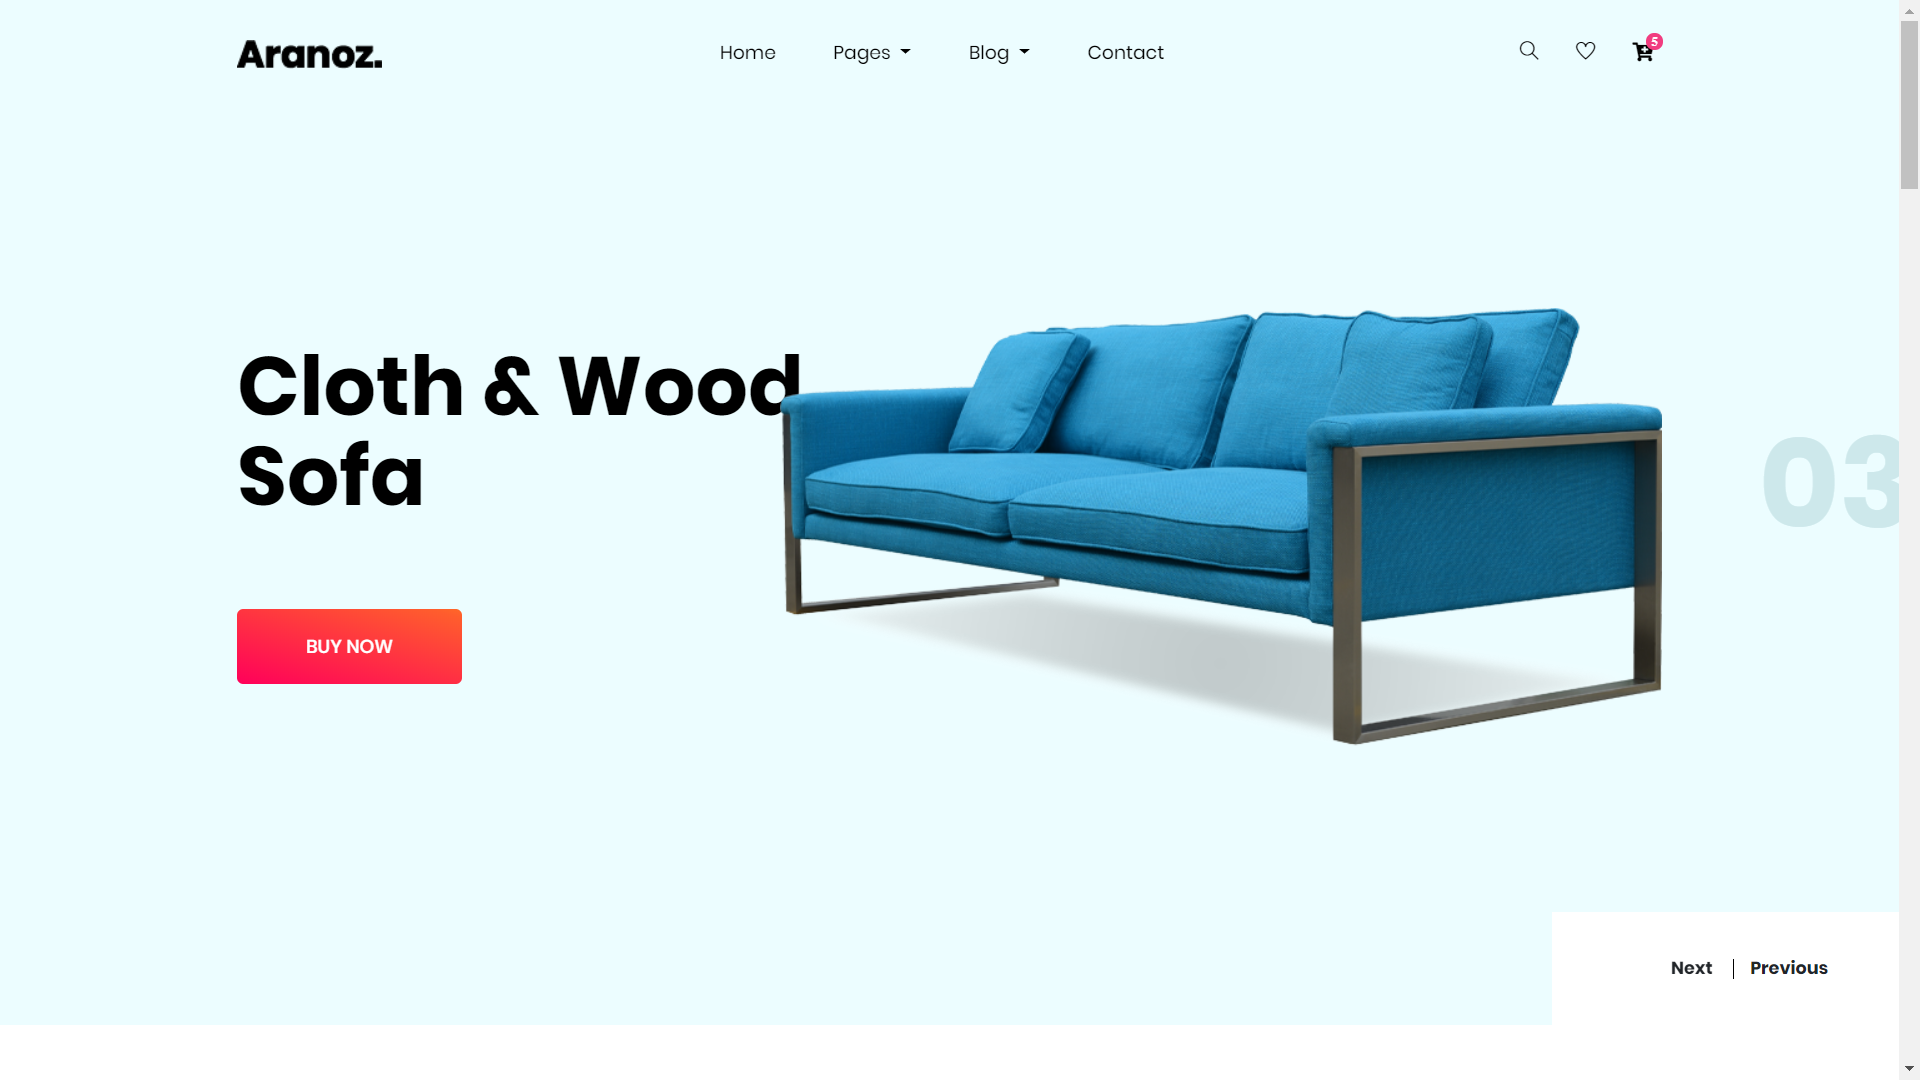 Aranoz.
Home
Pages
Blog
Contact
5
Cloth & Wood
Sofa
BUY NOW
03
Next
Previous